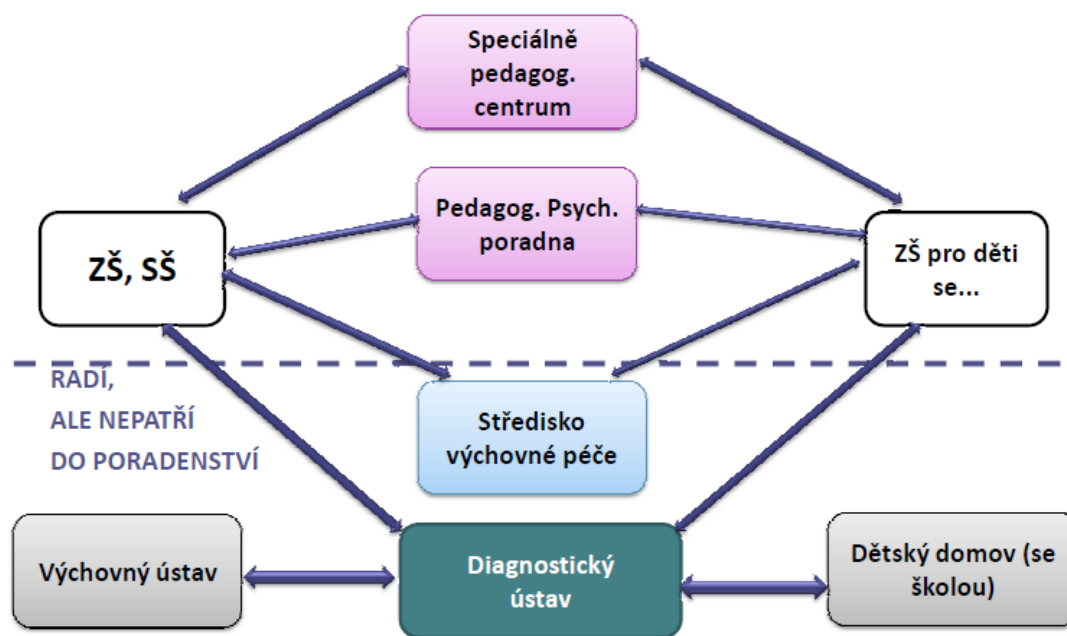 Speciálně
pedagog.
centrum
Pedagog. Psych.
poradna
ZŠ, SŠ
ZŠ pro děti
se...
RADÍ,
ALE NEPATŘÍ
DO PORADENSTVÍ
Středisko
výchovné péče
Výchovný ústav
Diagnostický
ústav
Dětský domov (se
školou)